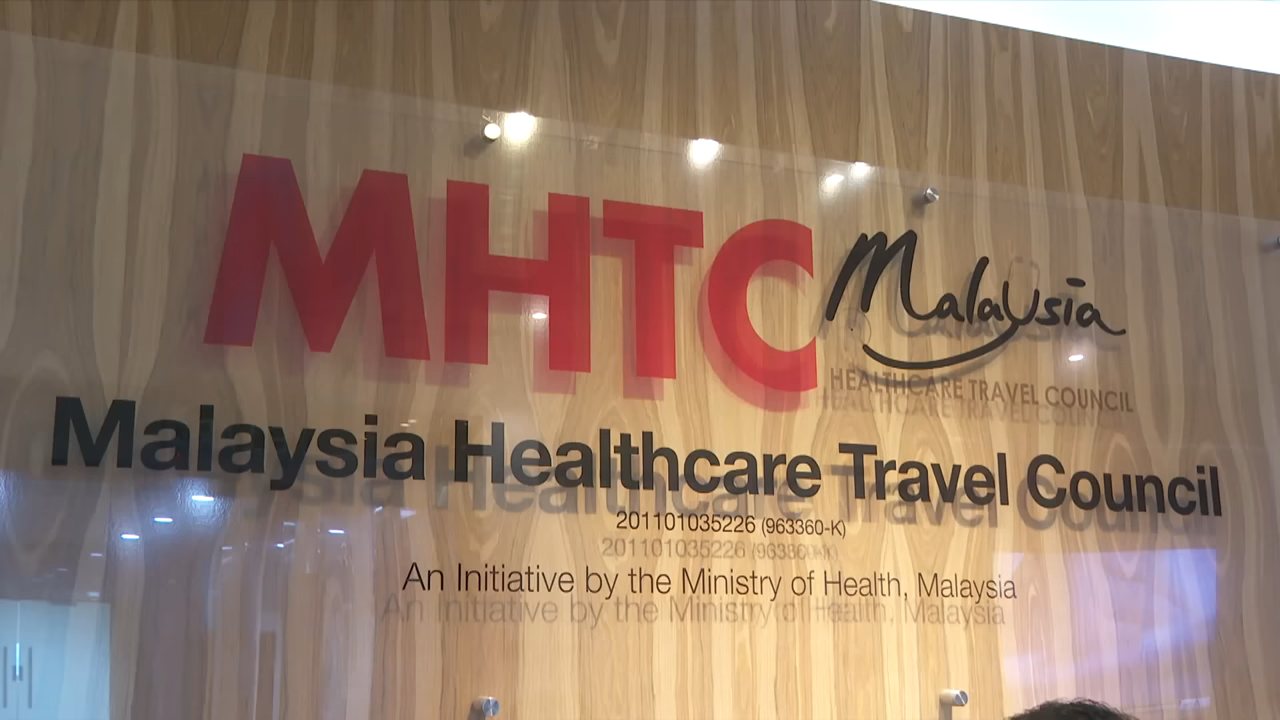 MHTC Malaysia
HEALTHCARE TRAVEL COUNCIL
Malaysia Healthcare Travel Council
201101035226 (963360-K)
An Initiative by the Ministry of Health, Malaysia